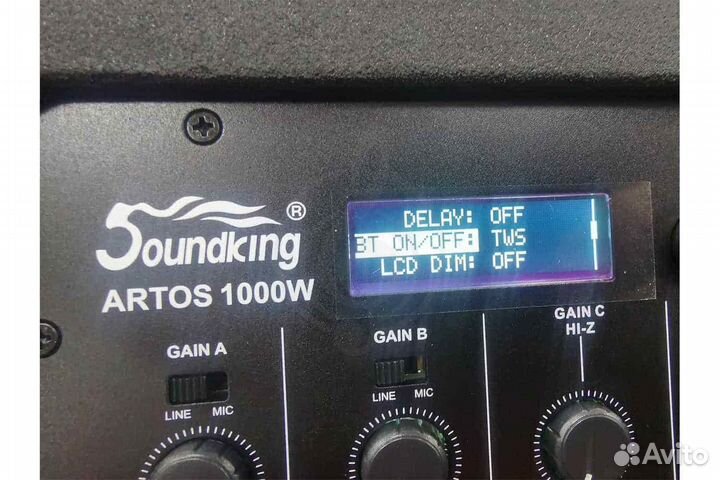 Soundking ®
ARTOS 1000W
DELAY: OFF
BT ON/OFF: TWS
LCD DIM: OFF
GAIN A
LINE MIC
GAIN B
LINE MIC
GAIN C
HI-Z
Avito